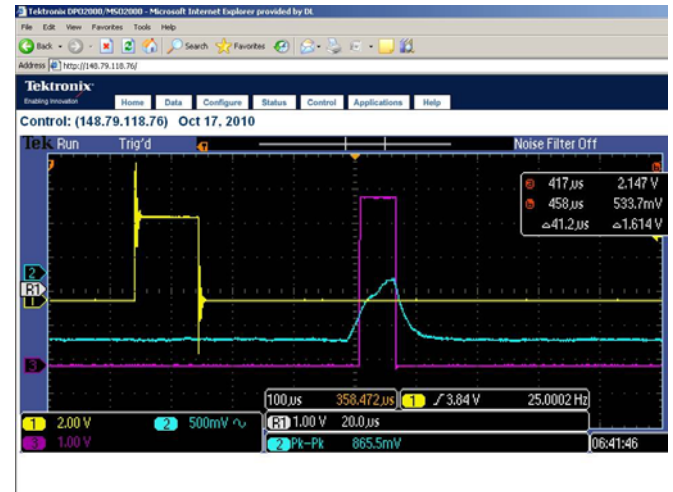 Tektronix DPO2000/MSO2000 - Microsoft Internet Explorer provided by DL
File Edit View Favorites Tools Help
Back Search Favorites
Address http://148.79.118.76/
Tektronix
Enabling Innovation
Home Data Configure Status Control Applications Help
Control: (148.79.118.76) Oct 17, 2010
Tek Run Trig'd Noise Filter Off
a 417µs 2.147 V
b 458µs 533.7mV
△41.2µs △1.614 V
2
R1
1
3
100µs 358.472µs 1 3.84 V 25.0002 Hz
1 2.00 V 2 500mV R1 1.00 V 20.0µs
3 1.00 V 2 Pk-Pk 865.5mV 06:41:46